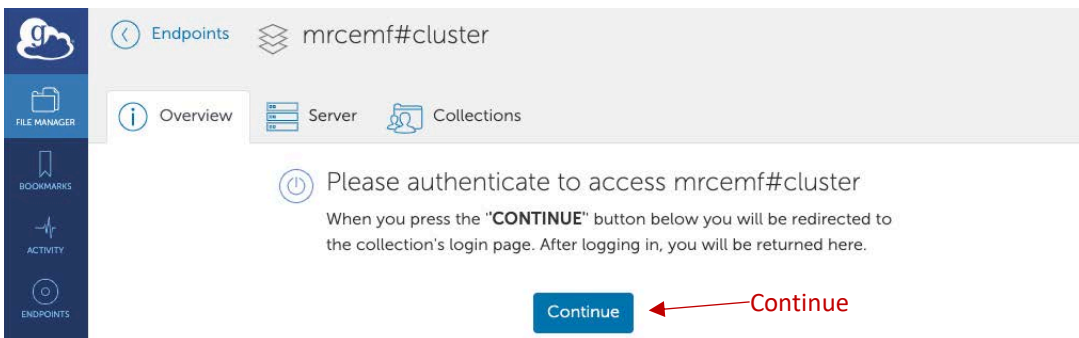 g
Endpoints mrcemf#cluster
FILE MANAGER
Overview Server Collections
BOOKMARKS
Please authenticate to access mrcemf#cluster
When you press the "CONTINUE" button below you will be redirected to
the collection's login page. After logging in, you will be returned here.
ACTIVITY
ENDPOINTS
Continue Continue